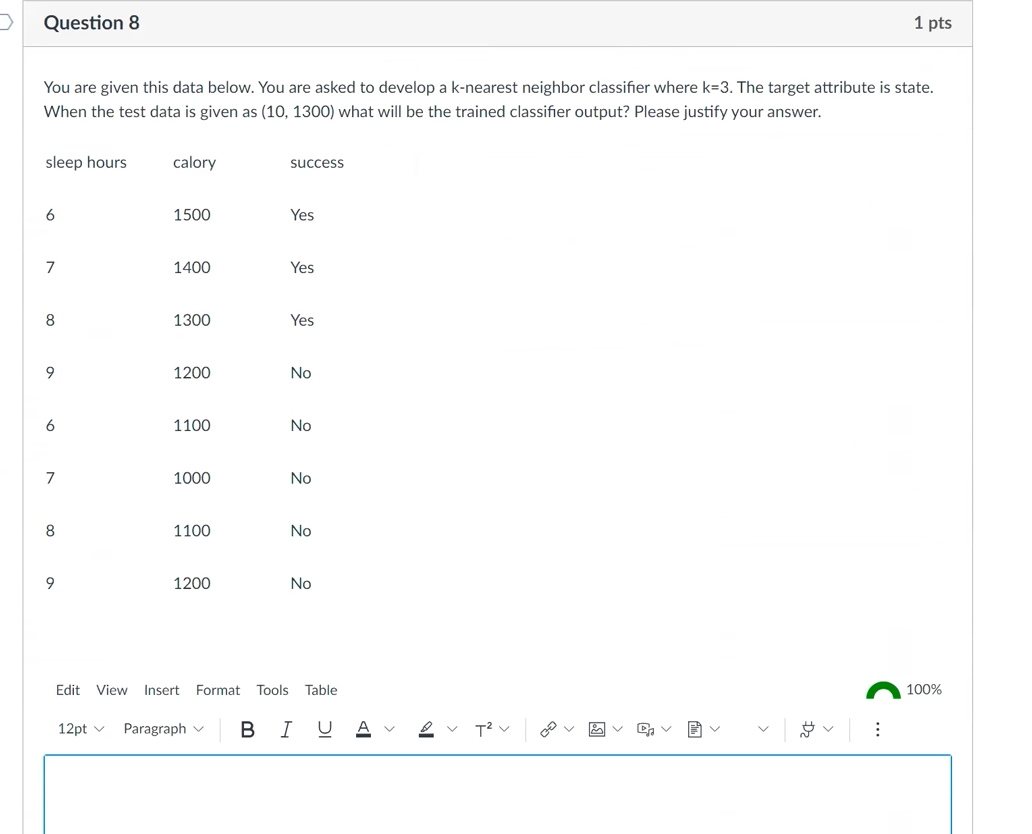 Question 8
1 pts
You are given this data below. You are asked to develop a k-nearest neighbor classifier where k=3. The target attribute is state.
When the test data is given as (10, 1300) what will be the trained classifier output? Please justify your answer.
sleep hours calory success
6 1500 Yes
7 1400 Yes
8 1300 Yes
9 1200 No
6 1100 No
7 1000 No
8 1100 No
9 1200 No
Edit View Insert Format Tools Table
100%
12pt Paragraph B I U A T²